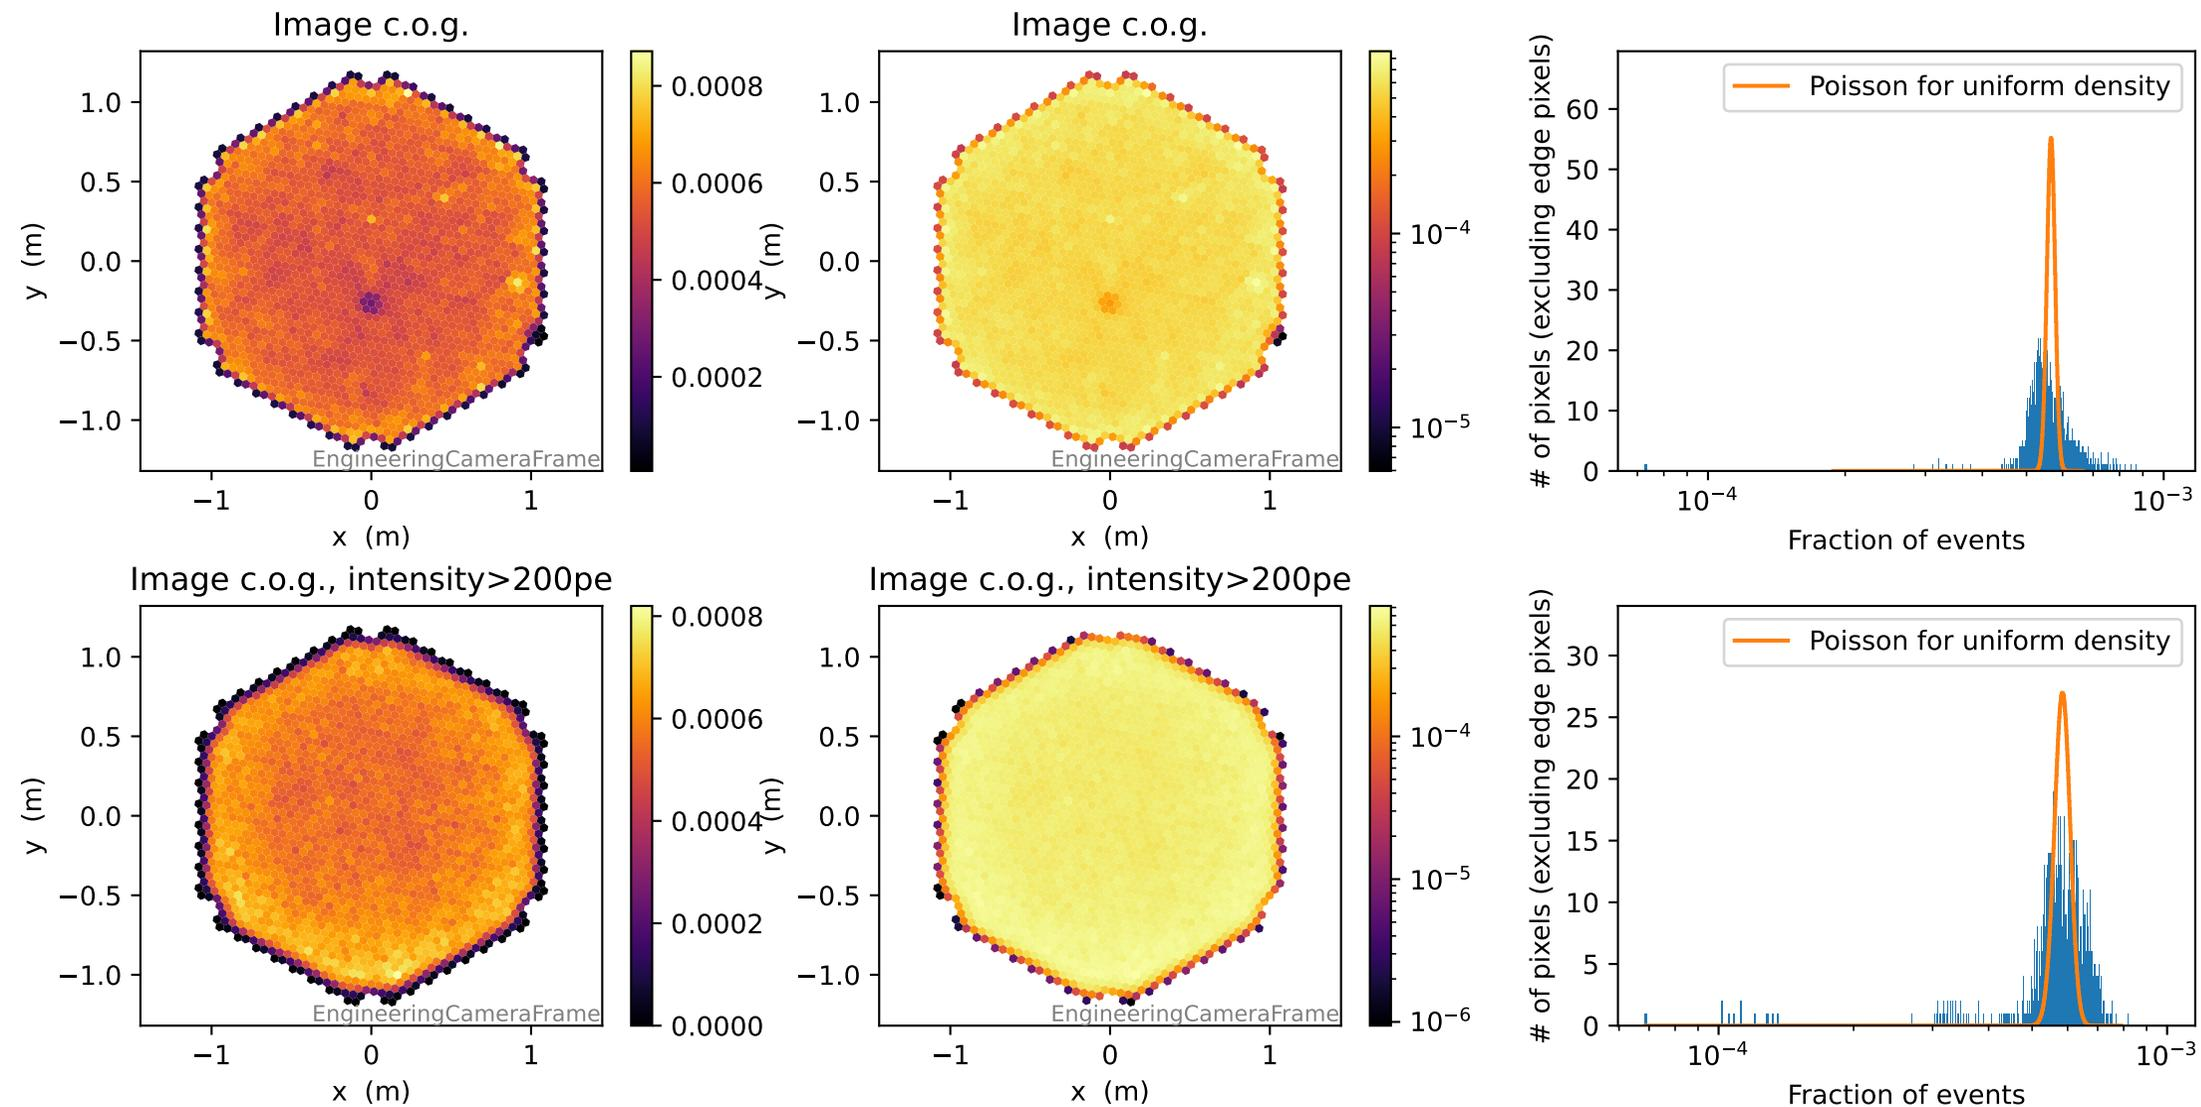 Image c.o.g.
y (m)
1.0
0.5
0.0
−0.5
−1.0
−1
0
1
x (m)
EngineeringCameraFrame
0.0008
0.0006
0.0004
0.0002
Image c.o.g.
y (m)
1.0
0.5
0.0
−0.5
−1.0
−1
0
1
x (m)
EngineeringCameraFrame
10⁻⁴
10⁻⁵
# of pixels (excluding edge pixels)
60
50
40
30
20
10
0
Poisson for uniform density
10⁻⁴
10⁻³
Fraction of events
Image c.o.g., intensity>200pe
y (m)
1.0
0.5
0.0
−0.5
−1.0
−1
0
1
x (m)
EngineeringCameraFrame
0.0008
0.0006
0.0004
0.0002
0.0000
Image c.o.g., intensity>200pe
y (m)
1.0
0.5
0.0
−0.5
−1.0
−1
0
1
x (m)
EngineeringCameraFrame
10⁻⁴
10⁻⁵
10⁻⁶
# of pixels (excluding edge pixels)
30
25
20
15
10
5
0
Poisson for uniform density
10⁻⁴
10⁻³
Fraction of events